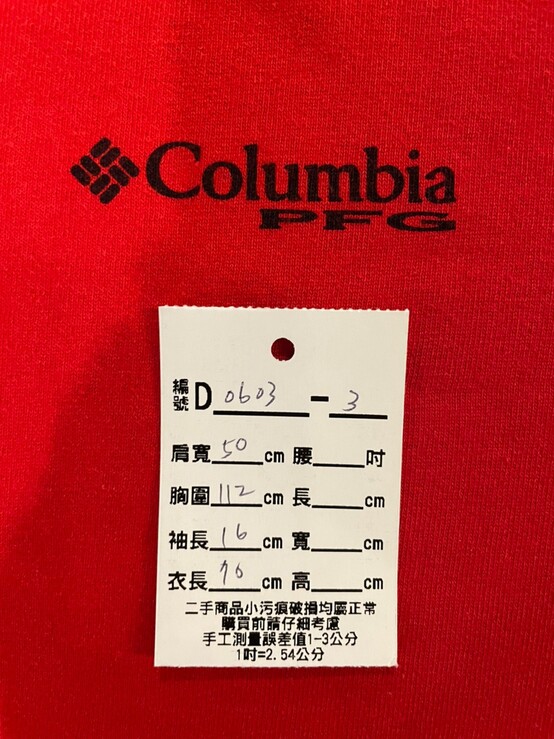 Columbia
PFG
編號 D 0603 - 3
肩寬 50 cm 腰 吋
胸圍 112 cm 長 cm
袖長 16 cm 寬 cm
衣長 76 cm 高 cm
二手商品小污痕破損均屬正常
購買前請仔細考慮
手工測量誤差值1-3公分
1吋=2.54公分